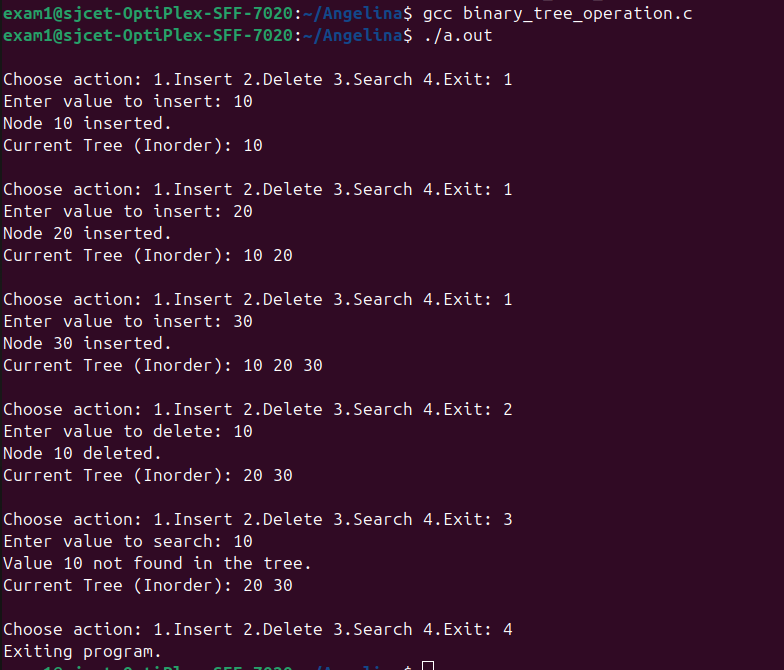 exam1@sjcet-OptiPlex-SFF-7020:~/Angelina$ gcc binary_tree_operation.c
exam1@sjcet-OptiPlex-SFF-7020:~/Angelina$ ./a.out
Choose action: 1.Insert 2.Delete 3.Search 4.Exit: 1
Enter value to insert: 10
Node 10 inserted.
Current Tree (Inorder): 10
Choose action: 1.Insert 2.Delete 3.Search 4.Exit: 1
Enter value to insert: 20
Node 20 inserted.
Current Tree (Inorder): 10 20
Choose action: 1.Insert 2.Delete 3.Search 4.Exit: 1
Enter value to insert: 30
Node 30 inserted.
Current Tree (Inorder): 10 20 30
Choose action: 1.Insert 2.Delete 3.Search 4.Exit: 2
Enter value to delete: 10
Node 10 deleted.
Current Tree (Inorder): 20 30
Choose action: 1.Insert 2.Delete 3.Search 4.Exit: 3
Enter value to search: 10
Value 10 not found in the tree.
Current Tree (Inorder): 20 30
Choose action: 1.Insert 2.Delete 3.Search 4.Exit: 4
Exiting program.